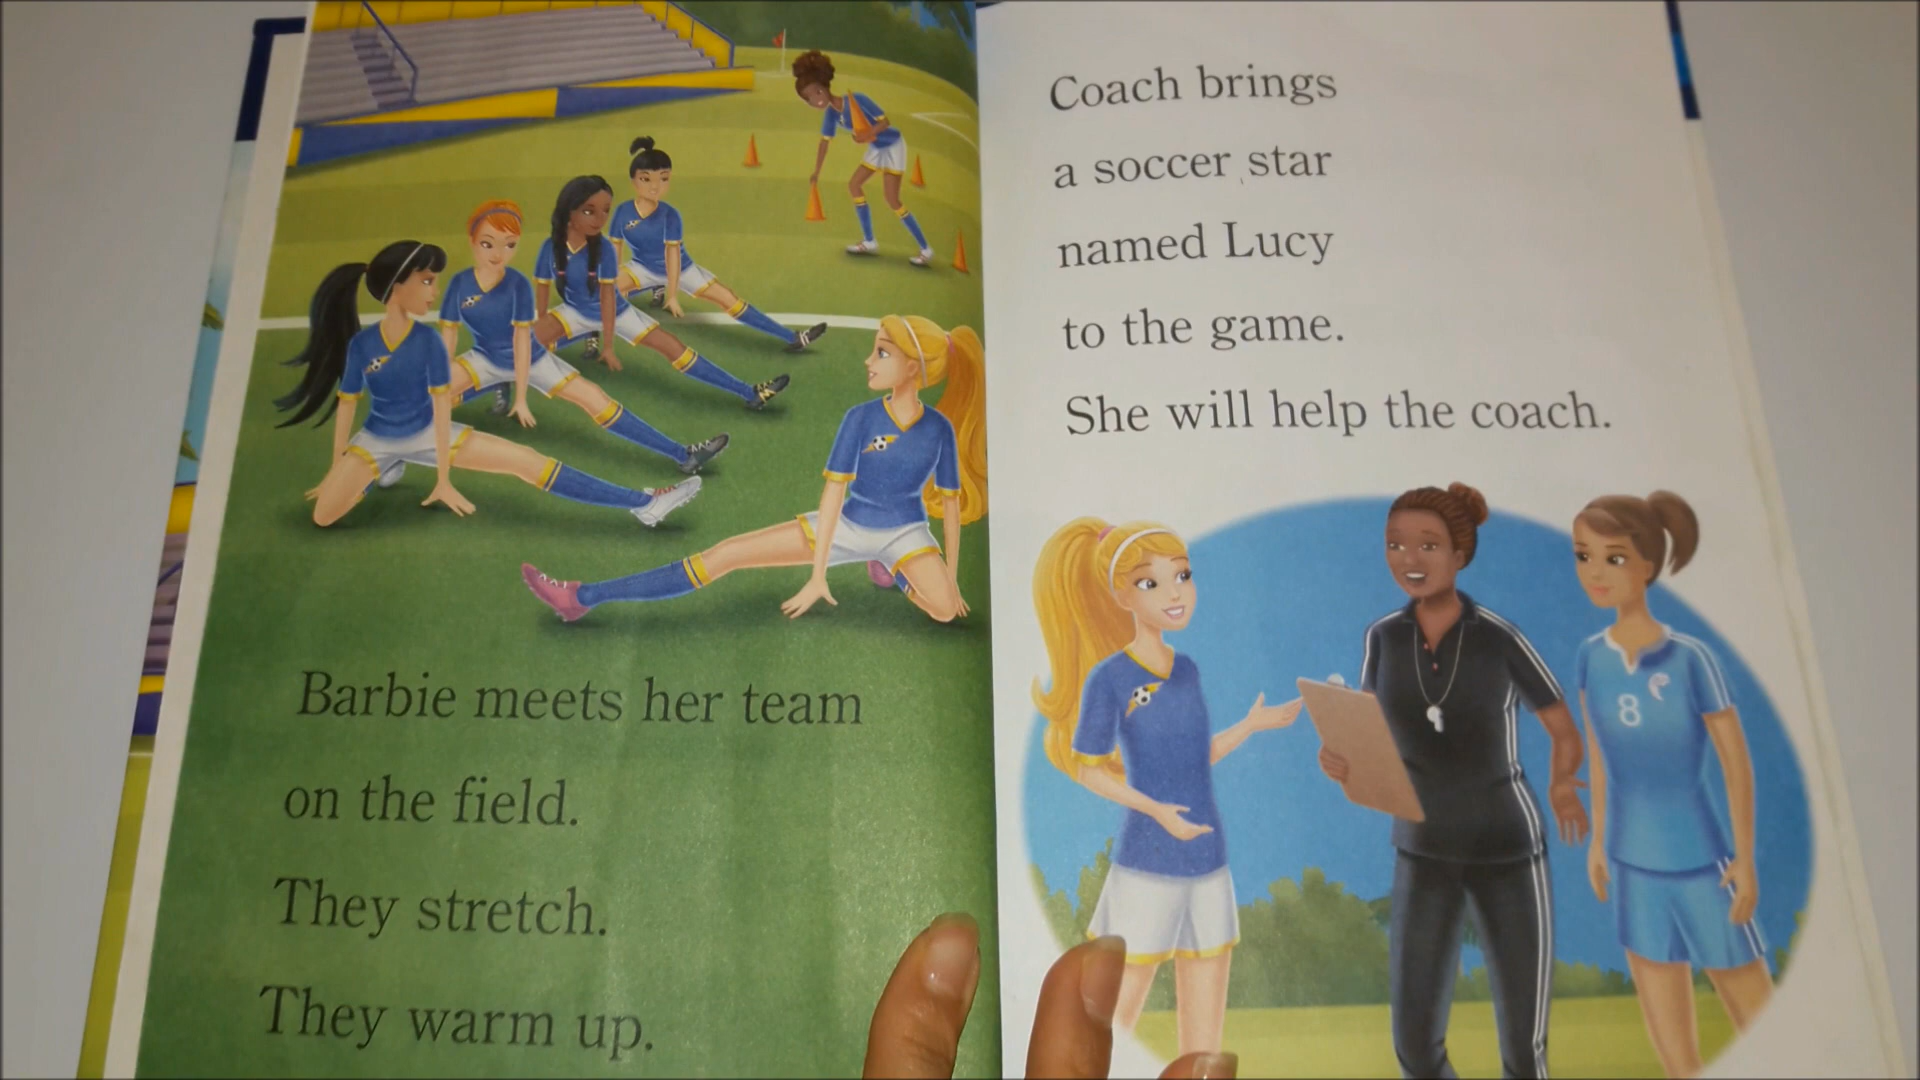 Barbie meets her team
on the field.
They stretch.
They warm up.
Coach brings
a soccer star
named Lucy
to the game.
She will help the coach.
8